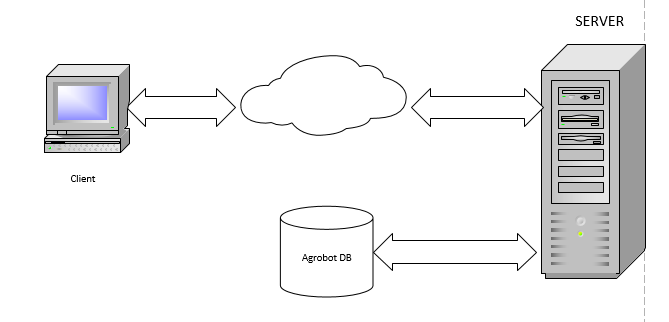 SERVER
Client
Agrobot DB